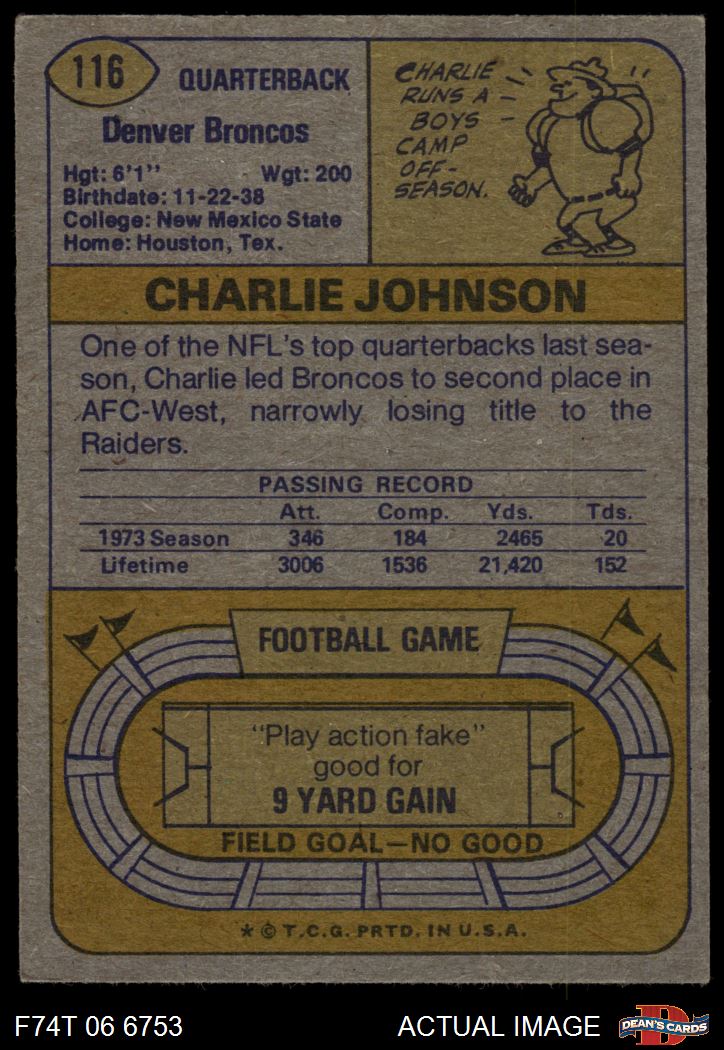 116
QUARTERBACK
Denver Broncos
Hgt: 6'1" Wgt: 200
Birthdate: 11-22-38
College: New Mexico State
Home: Houston, Tex.
CHARLIE
RUNS A
BOYS
CAMP
OFF-
SEASON.
CHARLIE JOHNSON
One of the NFL's top quarterbacks last sea-
son, Charlie led Broncos to second place in
AFC-West, narrowly losing title to the
Raiders.
PASSING RECORD
Att. Comp. Yds. Tds.
1973 Season 346 184 2465 20
Lifetime 3006 1536 21,420 152
FOOTBALL GAME
"Play action fake"
good for
9 YARD GAIN
FIELD GOAL—NO GOOD
* © T.C.G. PRTD. IN U.S.A.
F74T 06 6753 ACTUAL IMAGE
D
DEAN'S CARDS